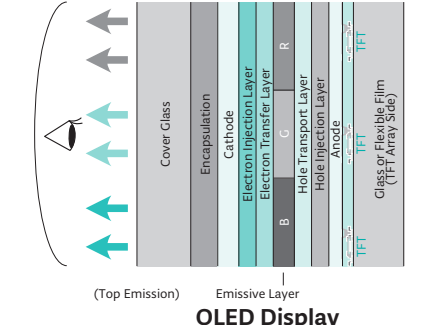 Cover Glass
Encapsulation
Cathode
Electron Injection Layer
Electron Transfer Layer
R
G
B
Hole Transport Layer
Hole Injection Layer
Anode
TFT
TFT
TFT
Glass or Flexible Film
(TFT Array Side)
(Top Emission)
Emissive Layer
OLED Display